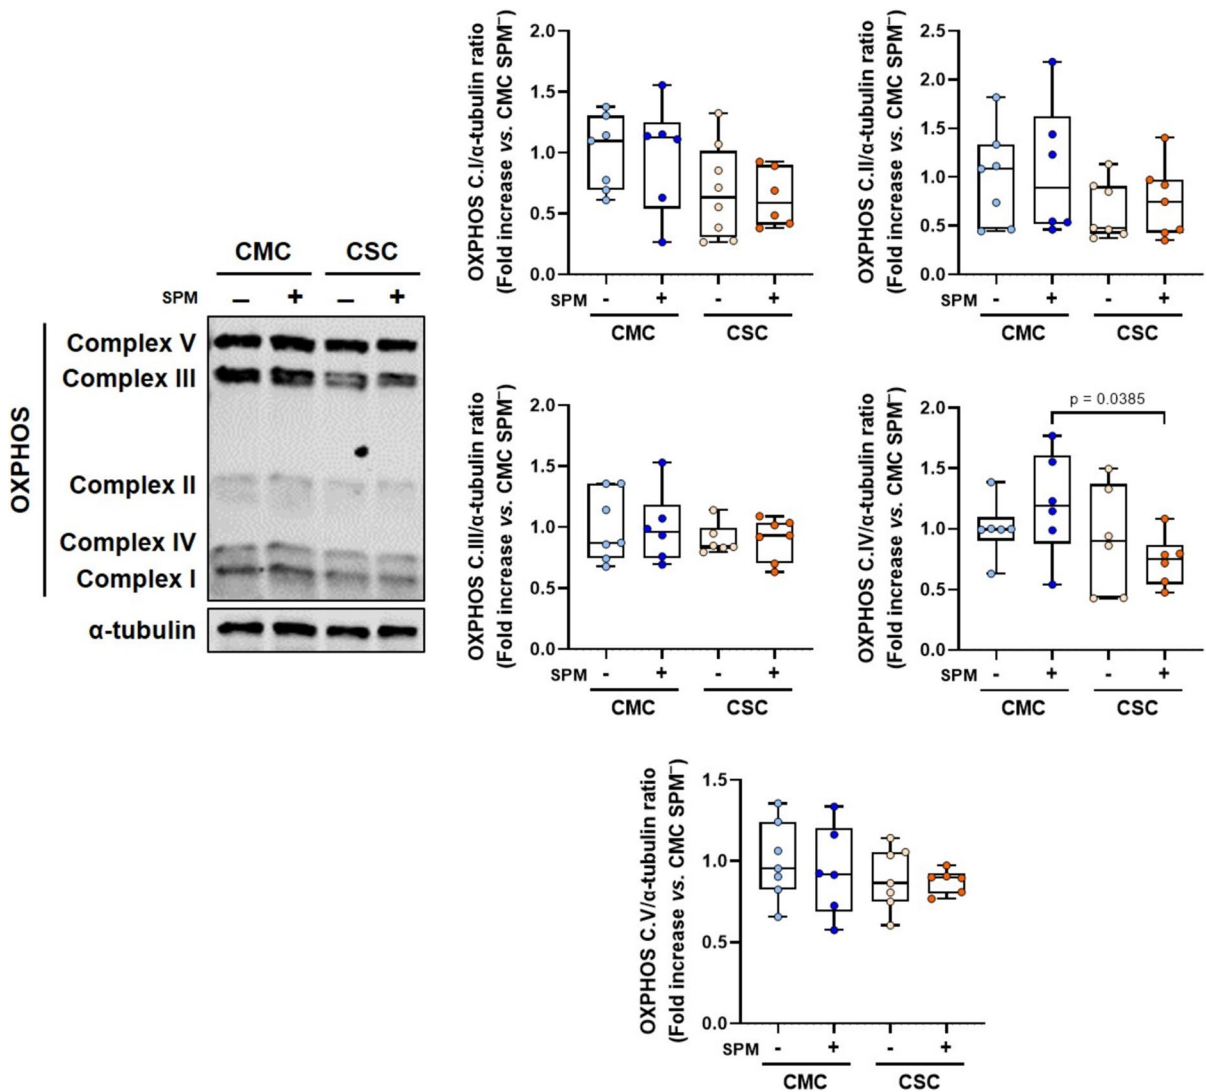 CMC CSC
SPM – + – +
OXPHOS
Complex V
Complex III
Complex II
Complex IV
Complex I
α-tubulin
OXPHOS C.I/α-tubulin ratio
(Fold increase vs. CMC SPM⁻)
2.0
1.5
1.0
0.5
0.0
SPM - + - +
CMC CSC
OXPHOS C.II/α-tubulin ratio
(Fold increase vs. CMC SPM⁻)
2.5
2.0
1.5
1.0
0.5
0.0
SPM - + - +
CMC CSC
OXPHOS C.III/α-tubulin ratio
(Fold increase vs. CMC SPM⁻)
2.0
1.5
1.0
0.5
0.0
SPM - + - +
CMC CSC
OXPHOS C.IV/α-tubulin ratio
(Fold increase vs. CMC SPM⁻)
p = 0.0385
2.0
1.5
1.0
0.5
0.0
SPM - + - +
CMC CSC
OXPHOS C.V/α-tubulin ratio
(Fold increase vs. CMC SPM⁻)
1.5
1.0
0.5
0.0
SPM - + - +
CMC CSC